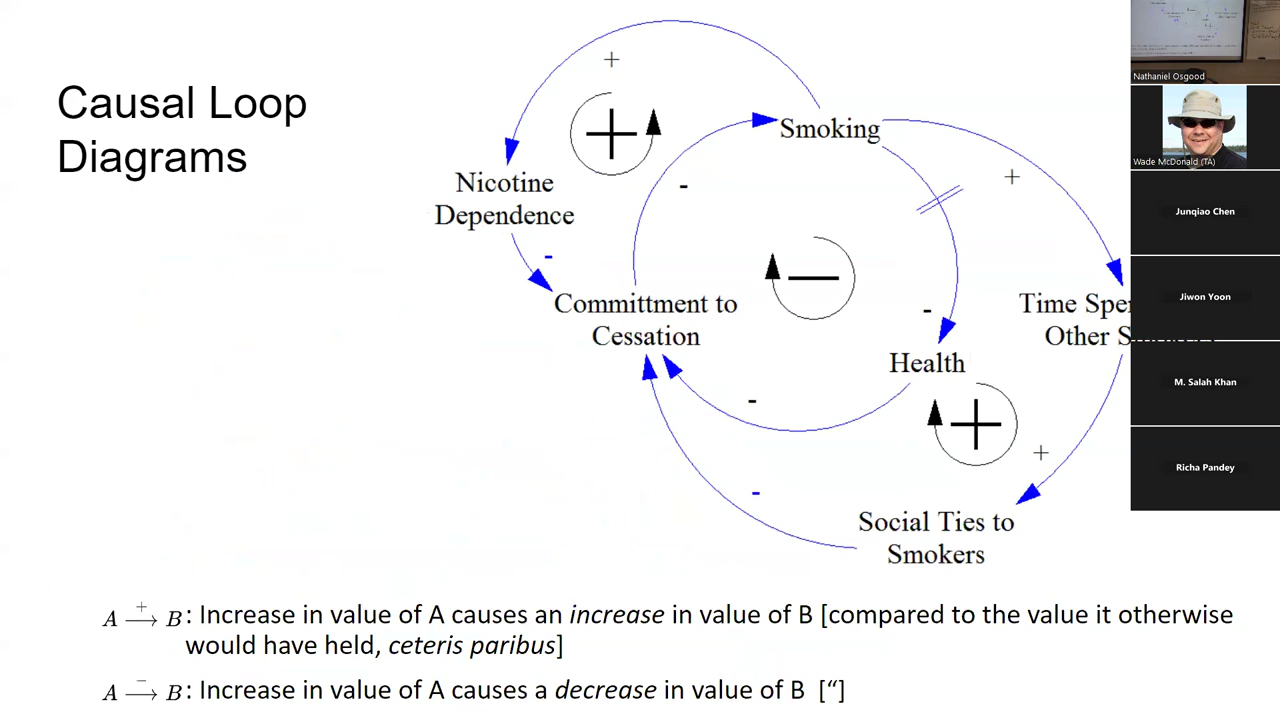 Causal Loop
Diagrams
+
Smoking
Nicotine
Dependence
-
+
-
Committment to
Cessation
-
Health
Time Spe
Other S
-
+
-
Social Ties to
Smokers
A + → B : Increase in value of A causes an increase in value of B [compared to the value it otherwise
would have held, ceteris paribus]
A − → B : Increase in value of A causes a decrease in value of B [“]
Nathaniel Osgood
Wade McDonald (TA)
Junqiao Chen
Jiwon Yoon
M. Salah Khan
Richa Pandey